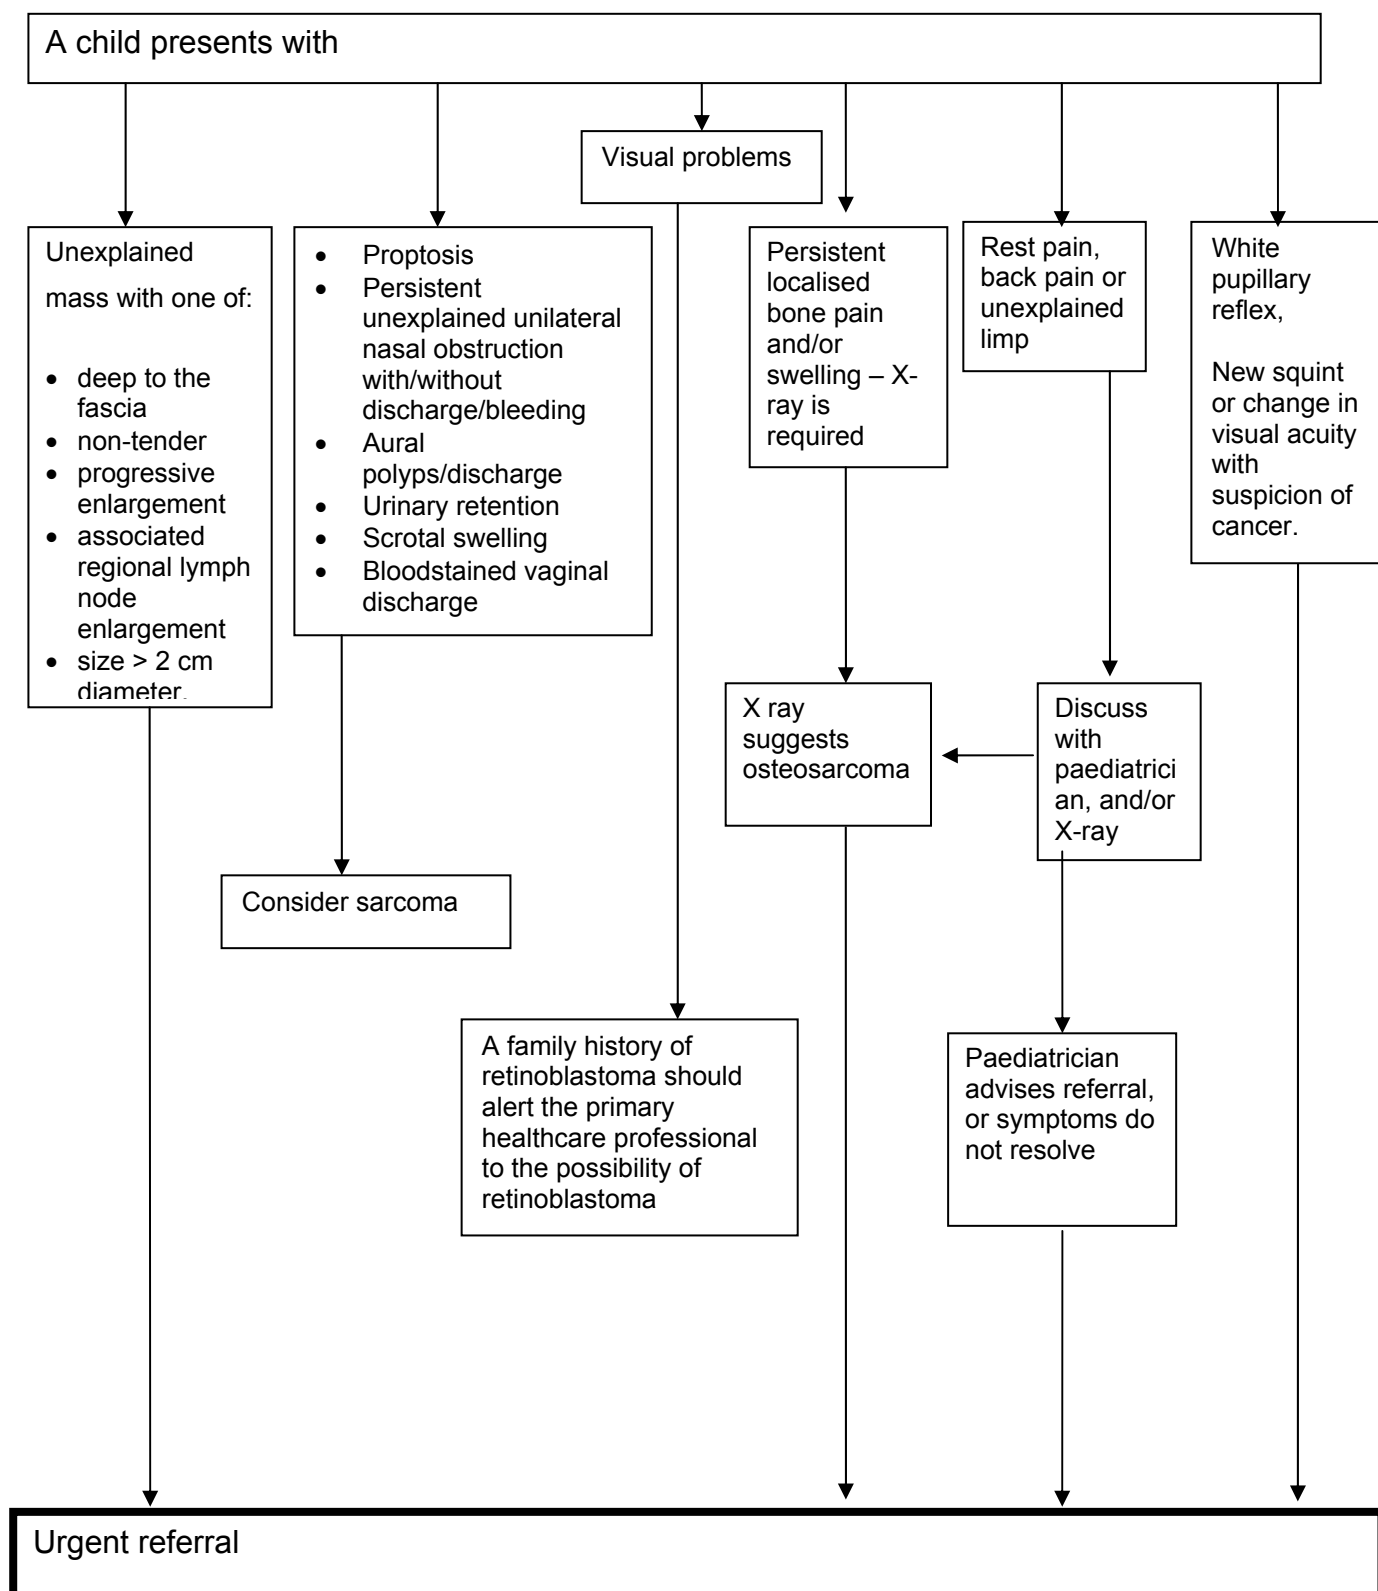 A child presents with
Visual problems
Unexplained
mass with one of:
• deep to the
fascia
• non-tender
• progressive
enlargement
• associated
regional lymph
node
enlargement
• size > 2 cm
diameter.
• Proptosis
• Persistent
unexplained unilateral
nasal obstruction
with/without
discharge/bleeding
• Aural
polyps/discharge
• Urinary retention
• Scrotal swelling
• Bloodstained vaginal
discharge
Persistent
localised
bone pain
and/or
swelling – X-
ray is
required
Rest pain,
back pain or
unexplained
limp
White
pupillary
reflex,
New squint
or change in
visual acuity
with
suspicion of
cancer.
X ray
suggests
osteosarcoma
Discuss
with
paediatrici
an, and/or
X-ray
Consider sarcoma
A family history of
retinoblastoma should
alert the primary
healthcare professional
to the possibility of
retinoblastoma
Paediatrician
advises referral,
or symptoms do
not resolve
Urgent referral